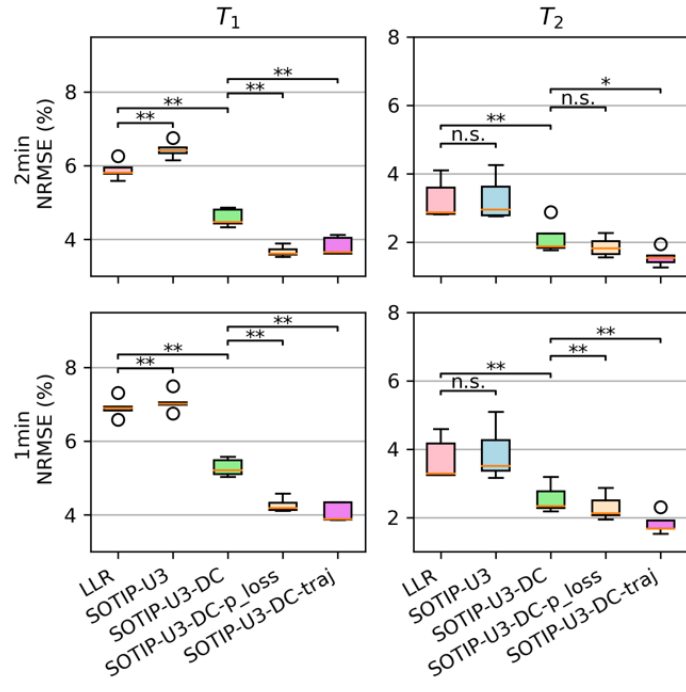 T₁
T₂
2min
NRMSE (%)
8
6
4
**
**
**
**
8
6
4
2
n.s.
**
n.s.
*
1min
NRMSE (%)
8
6
4
**
**
**
**
8
6
4
2
n.s.
**
**
**
LLR
SOTIP-U3
SOTIP-U3-DC
SOTIP-U3-DC-p_loss
SOTIP-U3-DC-traj
LLR
SOTIP-U3
SOTIP-U3-DC
SOTIP-U3-DC-p_loss
SOTIP-U3-DC-traj